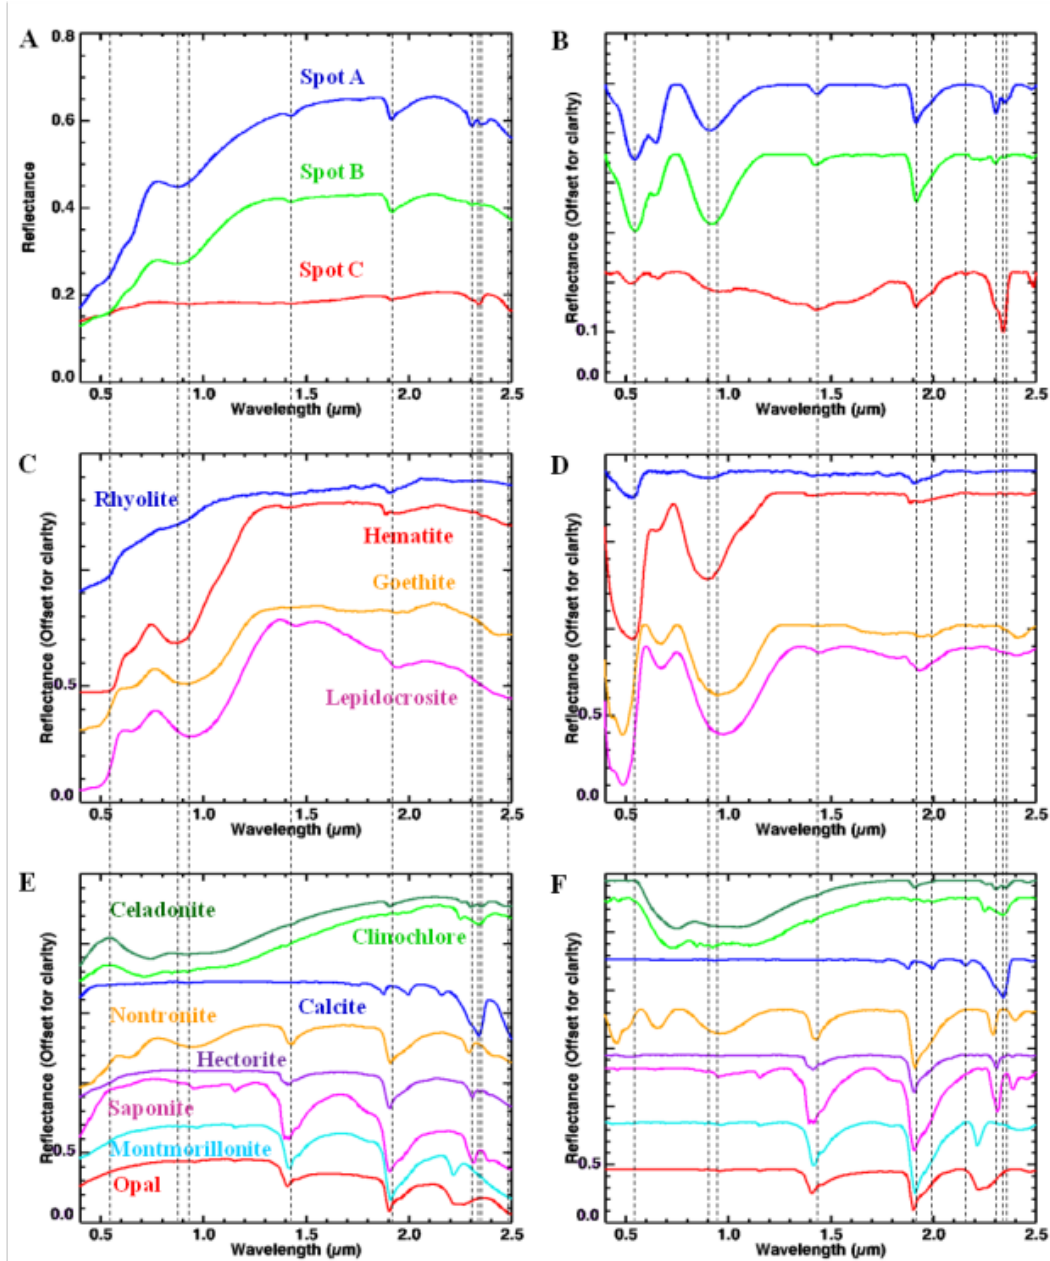 A
B
0.8
Spot A
0.6
Spot B
0.4
Spot C
0.2
0.0
Reflectance
0.5 1.0 1.5 2.0 2.5
Wavelength (µm)
Reflectance (Offset for clarity)
0.1
0.0
0.5 1.0 1.5 2.0 2.5
Wavelength (µm)
C
D
Rhyolite
Hematite
Goethite
Lepidocrosite
Reflectance (Offset for clarity)
0.5
0.0
0.5 1.0 1.5 2.0 2.5
Wavelength (µm)
Reflectance (Offset for clarity)
0.5
0.0
0.5 1.0 1.5 2.0 2.5
Wavelength (µm)
E
F
Celadonite
Clinochlore
Calcite
Nontronite
Hectorite
Saponite
Montmorillonite
Opal
Reflectance (Offset for clarity)
0.5
0.0
0.5 1.0 1.5 2.0 2.5
Wavelength (µm)
Reflectance (Offset for clarity)
0.5
0.0
0.5 1.0 1.5 2.0 2.5
Wavelength (µm)